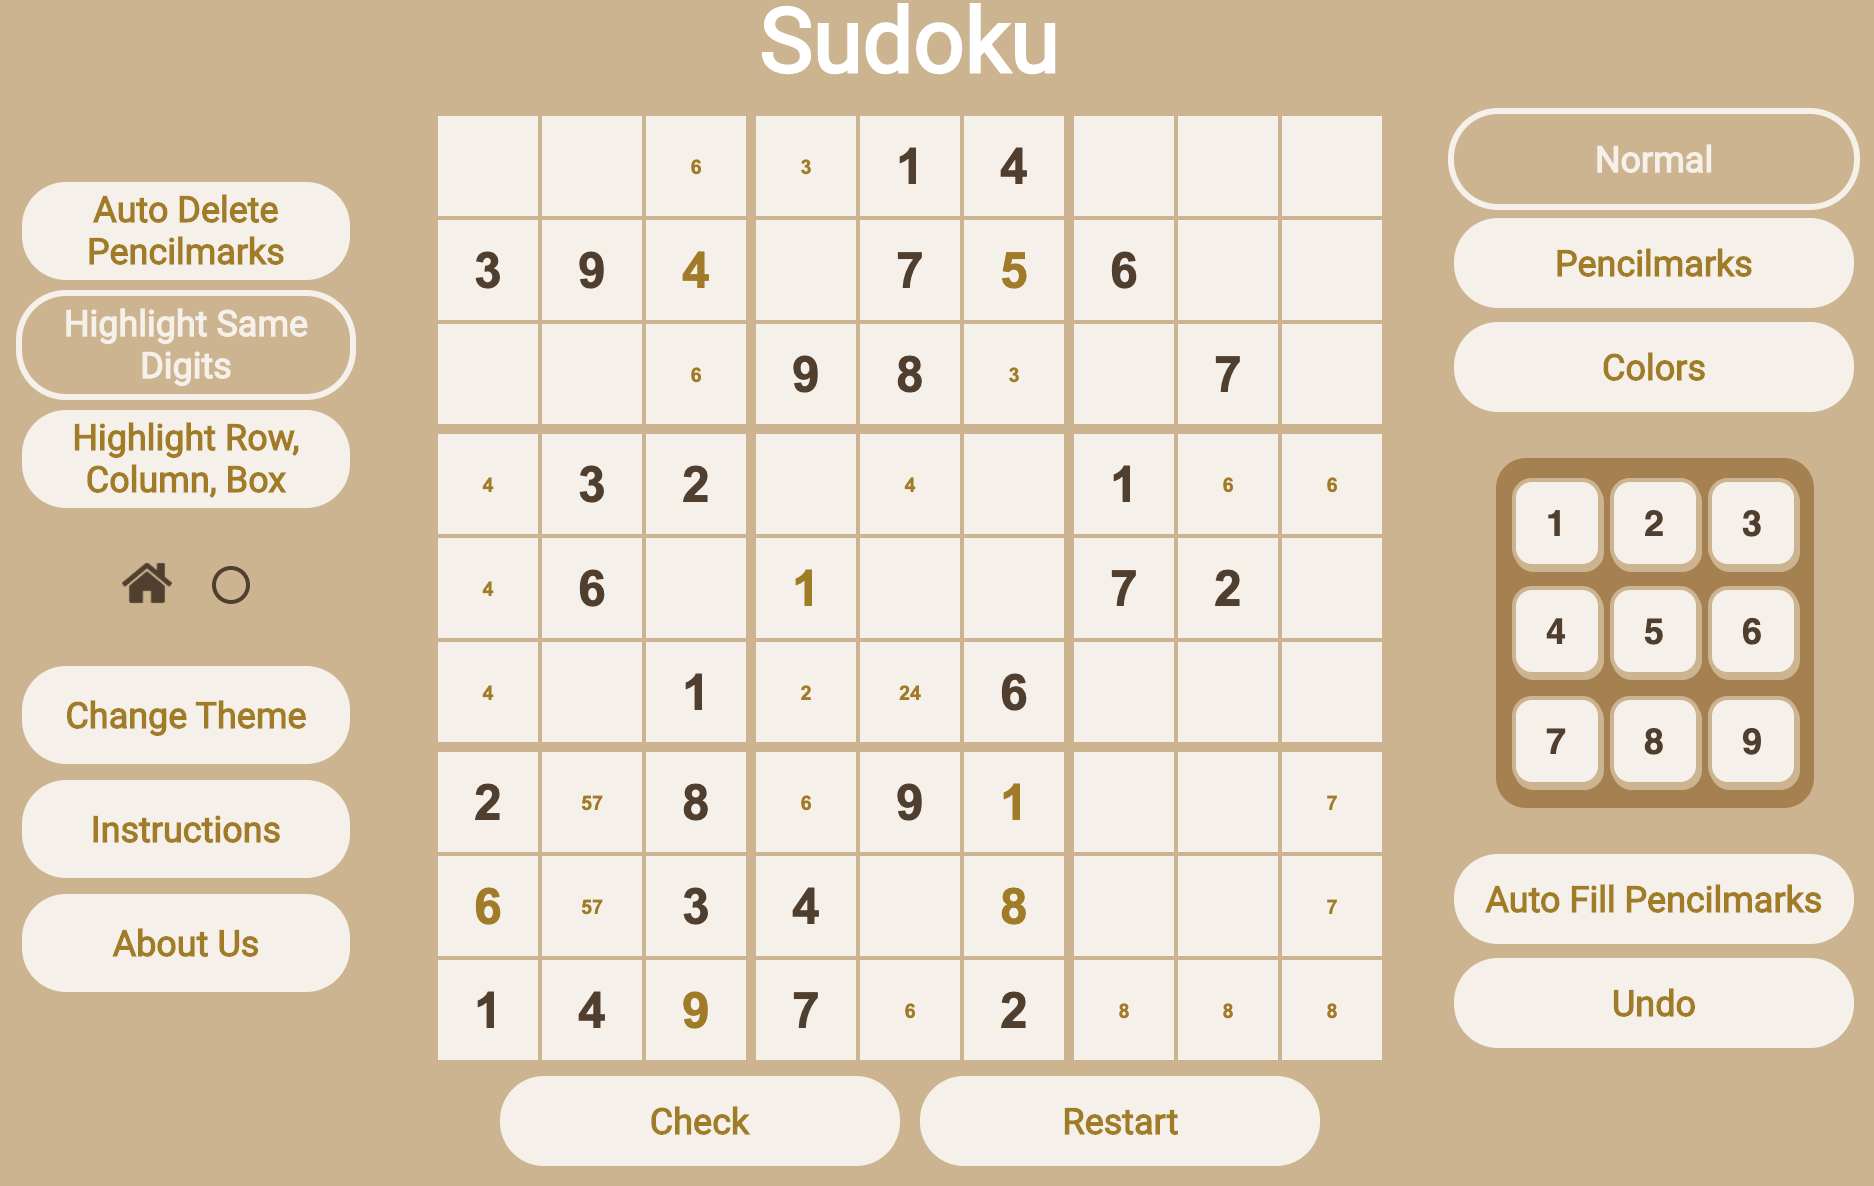 Sudoku
Auto Delete
Pencilmarks
Highlight Same
Digits
Highlight Row,
Column, Box
Change Theme
Instructions
About Us
6 3 1 4
3 9 4 7 5 6
6 9 8 3 7
4 3 2 4 1 6 6
4 6 1 7 2
4 1 2 24 6
2 57 8 6 9 1 7
6 57 3 4 8 7
1 4 9 7 6 2 8 8 8
Check
Restart
Normal
Pencilmarks
Colors
1 2 3
4 5 6
7 8 9
Auto Fill Pencilmarks
Undo